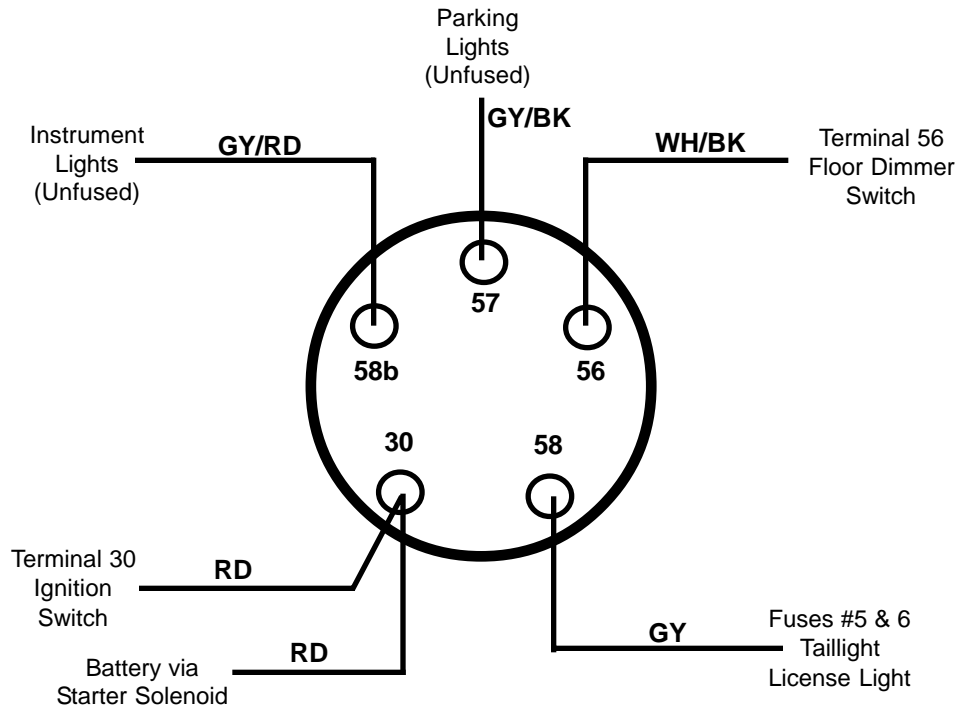 Parking
Lights
(Unfused)
GY/BK
Instrument
Lights
(Unfused)
GY/RD
WH/BK
Terminal 56
Floor Dimmer
Switch
57
58b
56
30
58
Terminal 30
Ignition
Switch
RD
Battery via
Starter Solenoid
RD
GY
Fuses #5 & 6
Taillight
License Light